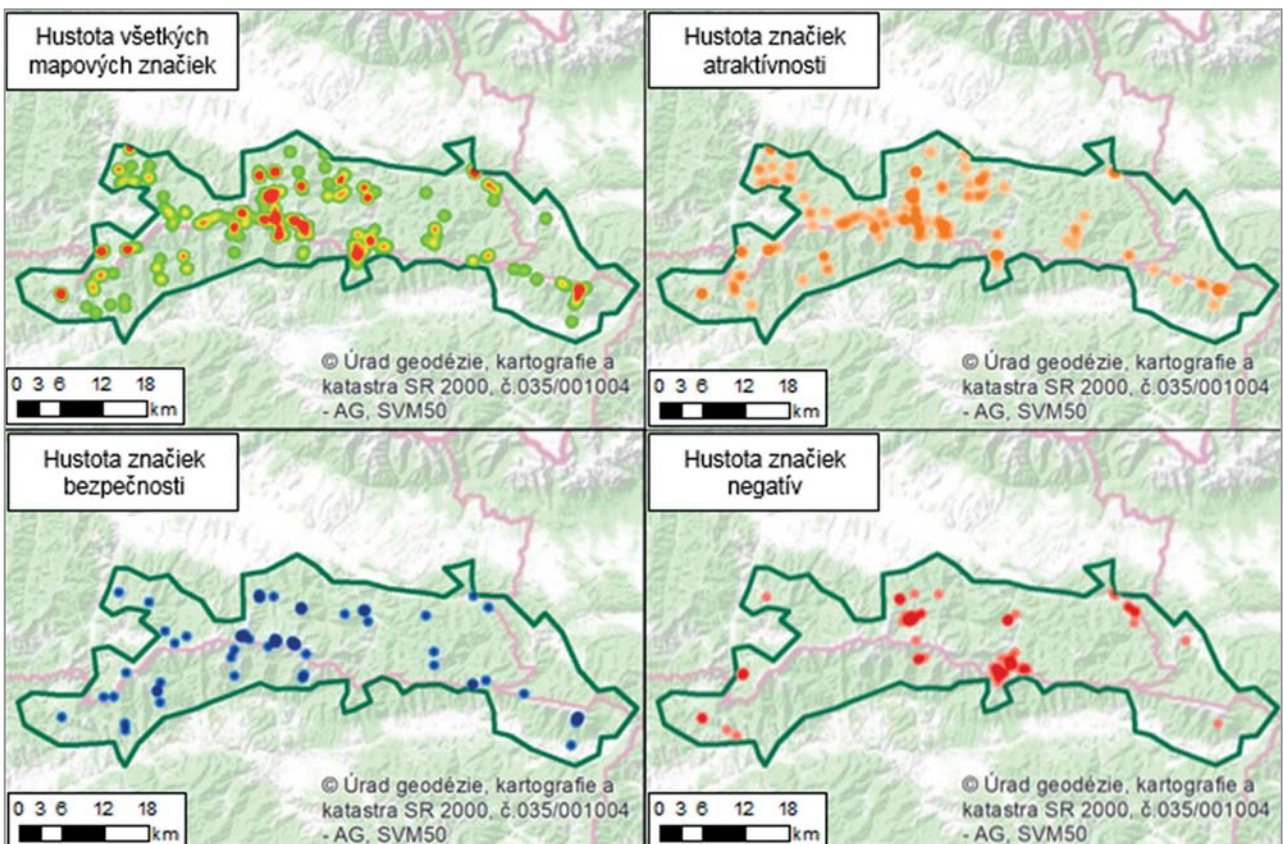 Hustota všetkých
mapových značiek
© Úrad geodézie, kartografie a
katastra SR 2000, č.035/001004
- AG, SVM50
0 3 6 12 18
km
Hustota značiek
atraktívnosti
© Úrad geodézie, kartografie a
katastra SR 2000, č.035/001004
- AG, SVM50
0 3 6 12 18
km
Hustota značiek
bezpečnosti
© Úrad geodézie, kartografie a
katastra SR 2000, č.035/001004
- AG, SVM50
0 3 6 12 18
km
Hustota značiek
negatív
© Úrad geodézie, kartografie a
katastra SR 2000, č.035/001004
- AG, SVM50
0 3 6 12 18
km